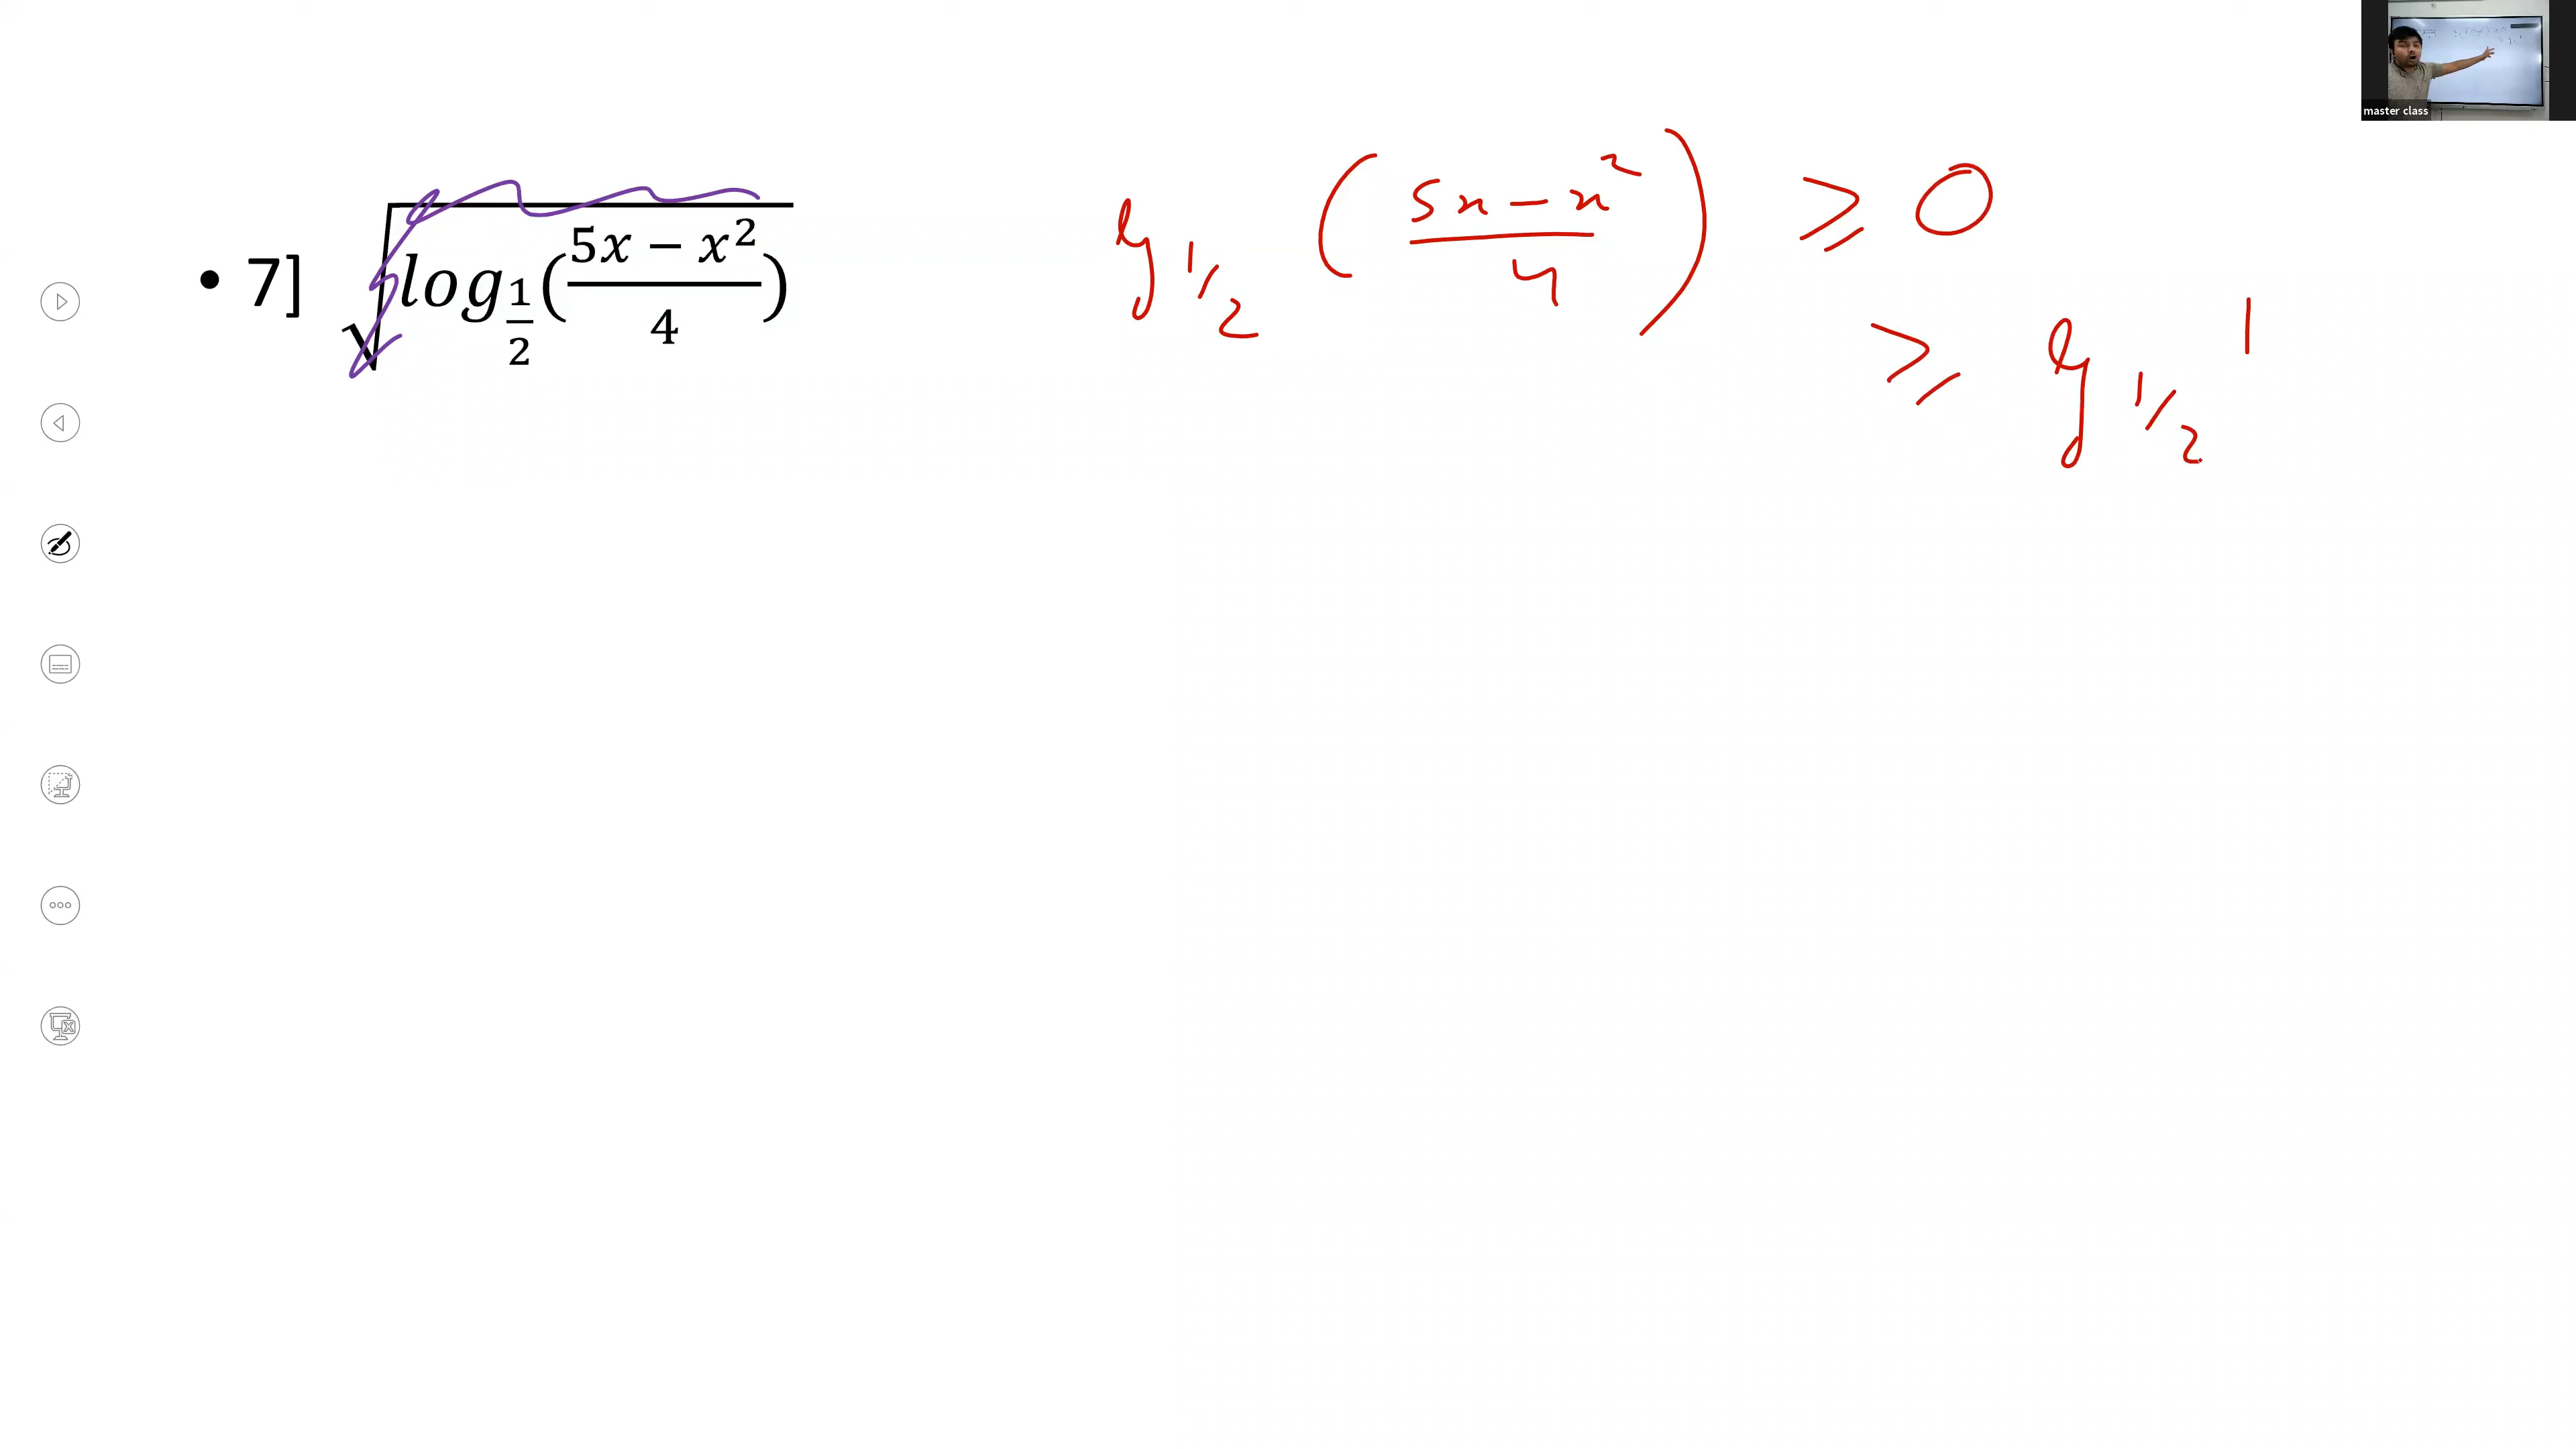 master class
• 7] √log_{1/2}((5x − x²)/4)
log_{1/2} ((5x − x²)/4) ⩾ 0
⩾ log_{1/2} 1